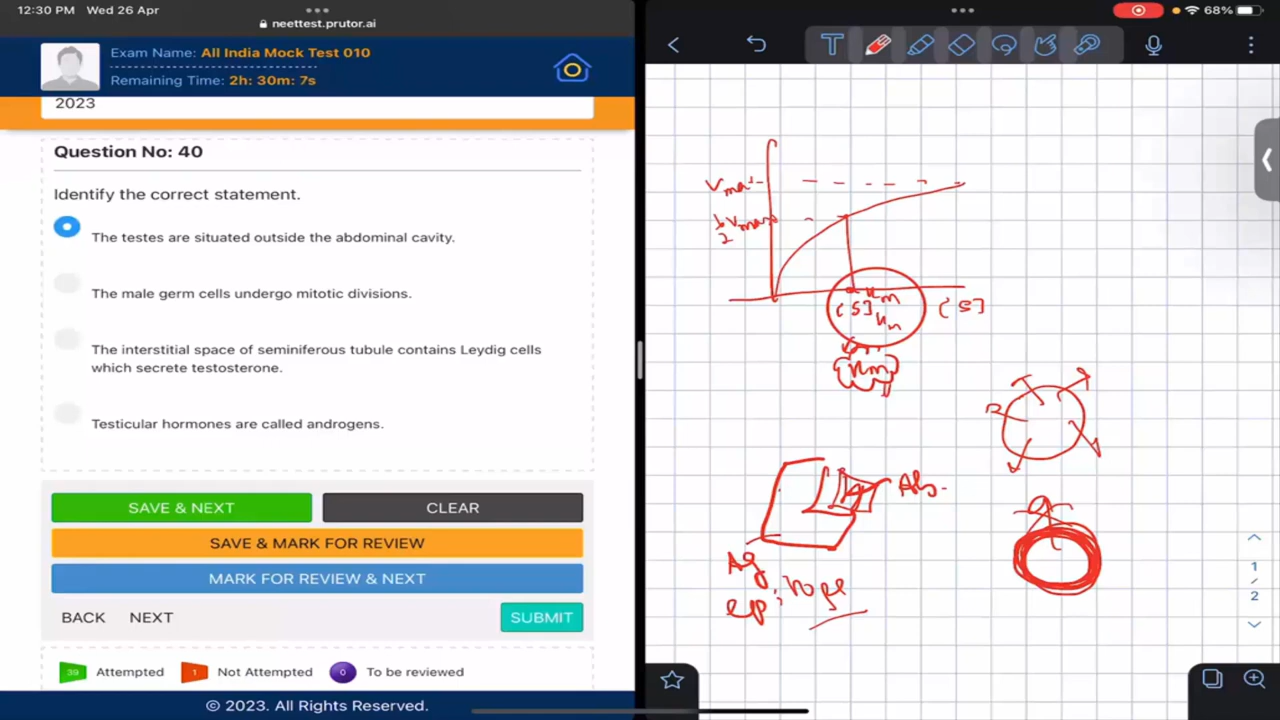 12:30 PM Wed 26 Apr
neettest.prutor.ai
68%
Exam Name: All India Mock Test 010
Remaining Time: 2h: 30m: 7s
2023
Question No: 40
Identify the correct statement.
The testes are situated outside the abdominal cavity.
The male germ cells undergo mitotic divisions.
The interstitial space of seminiferous tubule contains Leydig cells
which secrete testosterone.
Testicular hormones are called androgens.
SAVE & NEXT
CLEAR
SAVE & MARK FOR REVIEW
MARK FOR REVIEW & NEXT
BACK
NEXT
SUBMIT
39 Attempted
1 Not Attempted
0 To be reviewed
© 2023. All Rights Reserved.
T
Vmax
1/2 Vmax
Km
[S]
[S]
Km
Ab.
Ag
1
/
2